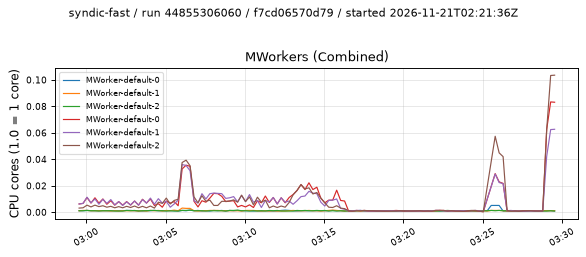 syndic-fast / run 44855306060 / f7cd06570d79 / started 2026-11-21T02:21:36Z
MWorkers (Combined)
CPU cores (1.0 = 1 core)
0.10
0.08
0.06
0.04
0.02
0.00
MWorker-default-0
MWorker-default-1
MWorker-default-2
MWorker-default-0
MWorker-default-1
MWorker-default-2
03:00
03:05
03:10
03:15
03:20
03:25
03:30